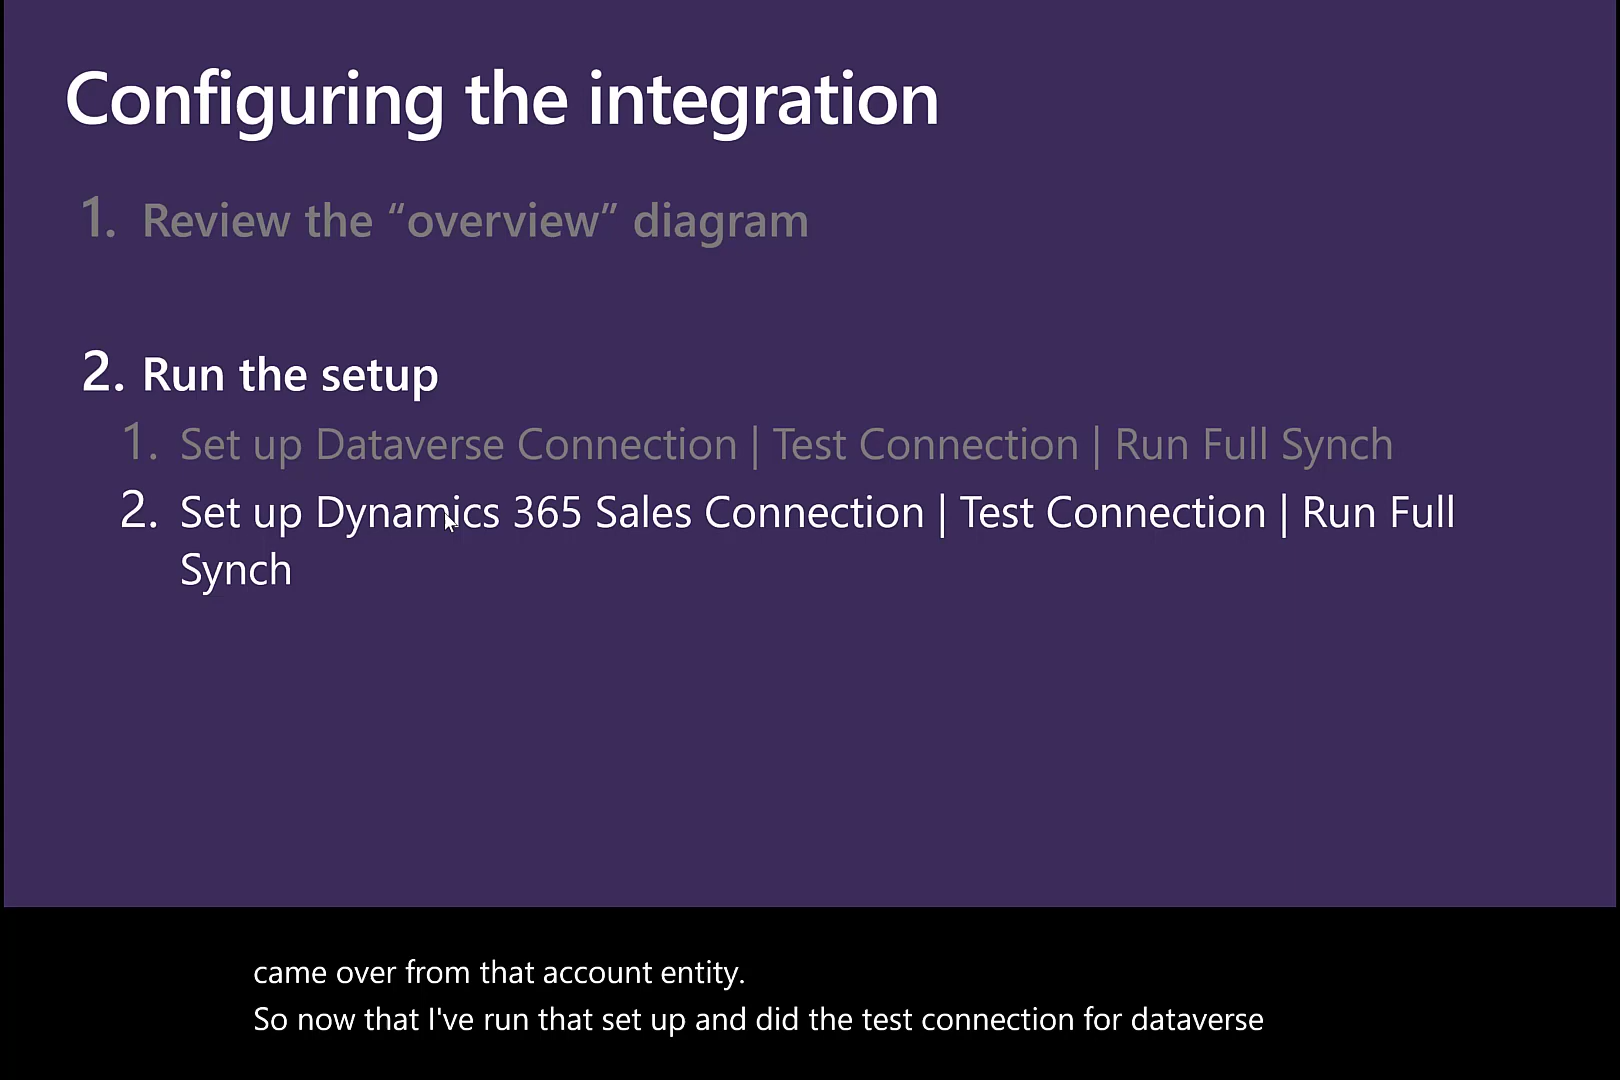 Configuring the integration
1. Review the “overview” diagram
2. Run the setup
1. Set up Dataverse Connection | Test Connection | Run Full Synch
2. Set up Dynamics 365 Sales Connection | Test Connection | Run Full
Synch
came over from that account entity.
So now that I've run that set up and did the test connection for dataverse